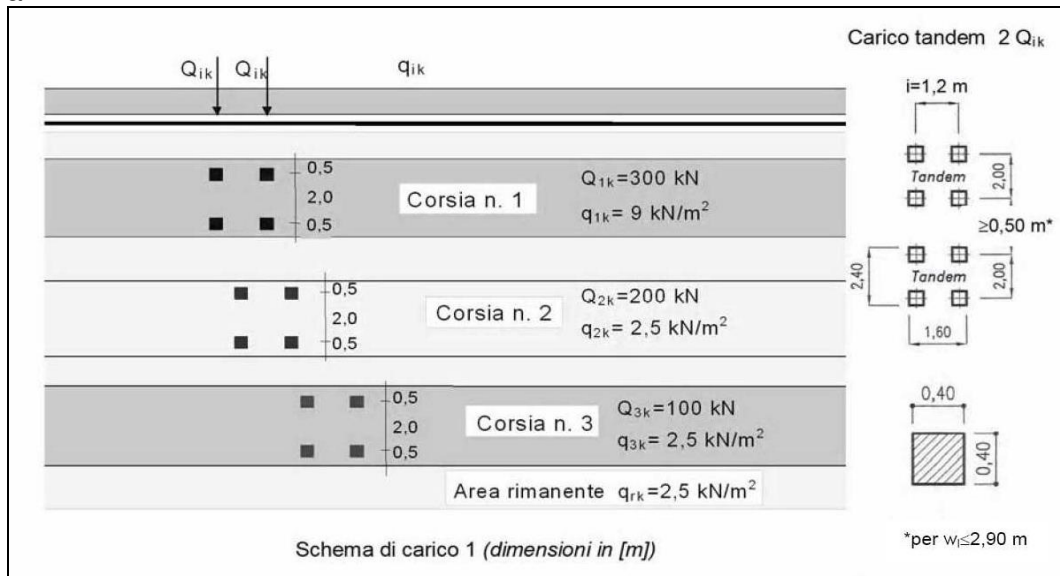 Carico tandem 2 Qik
Qik Qik qik
i=1,2 m
0,5
2,0
0,5
Corsia n. 1
Q1k=300 kN
q1k= 9 kN/m²
Tandem
2,00
≥0,50 m*
0,5
2,0
0,5
Corsia n. 2
Q2k=200 kN
q2k= 2,5 kN/m²
2,40
Tandem
2,00
1,60
0,5
2,0
0,5
Corsia n. 3
Q3k=100 kN
q3k= 2,5 kN/m²
0,40
0,40
Area rimanente qrk=2,5 kN/m²
Schema di carico 1 (dimensioni in [m])
*per wl≤2,90 m